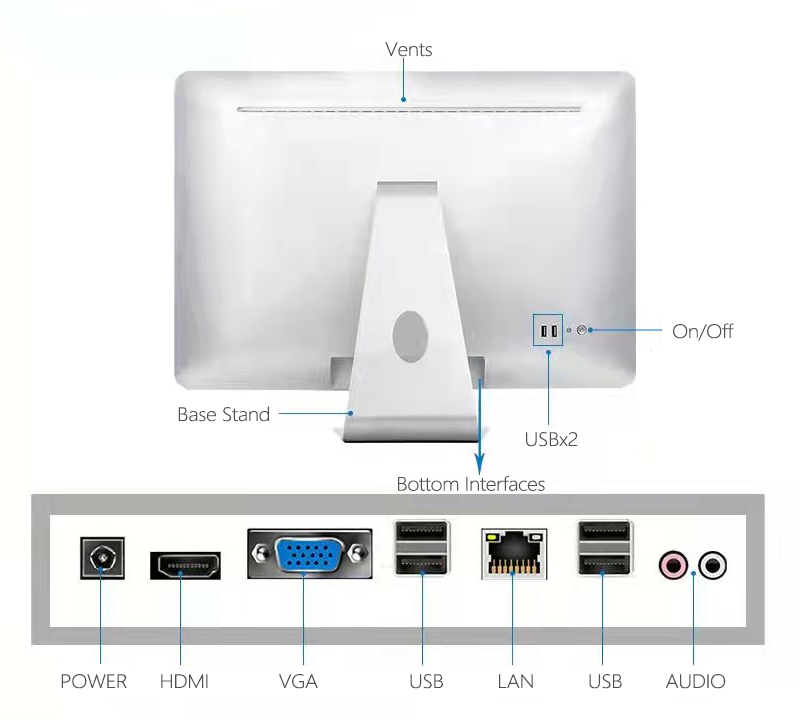 Vents
On/Off
Base Stand
USBx2
Bottom Interfaces
POWER
HDMI
VGA
USB
LAN
USB
AUDIO